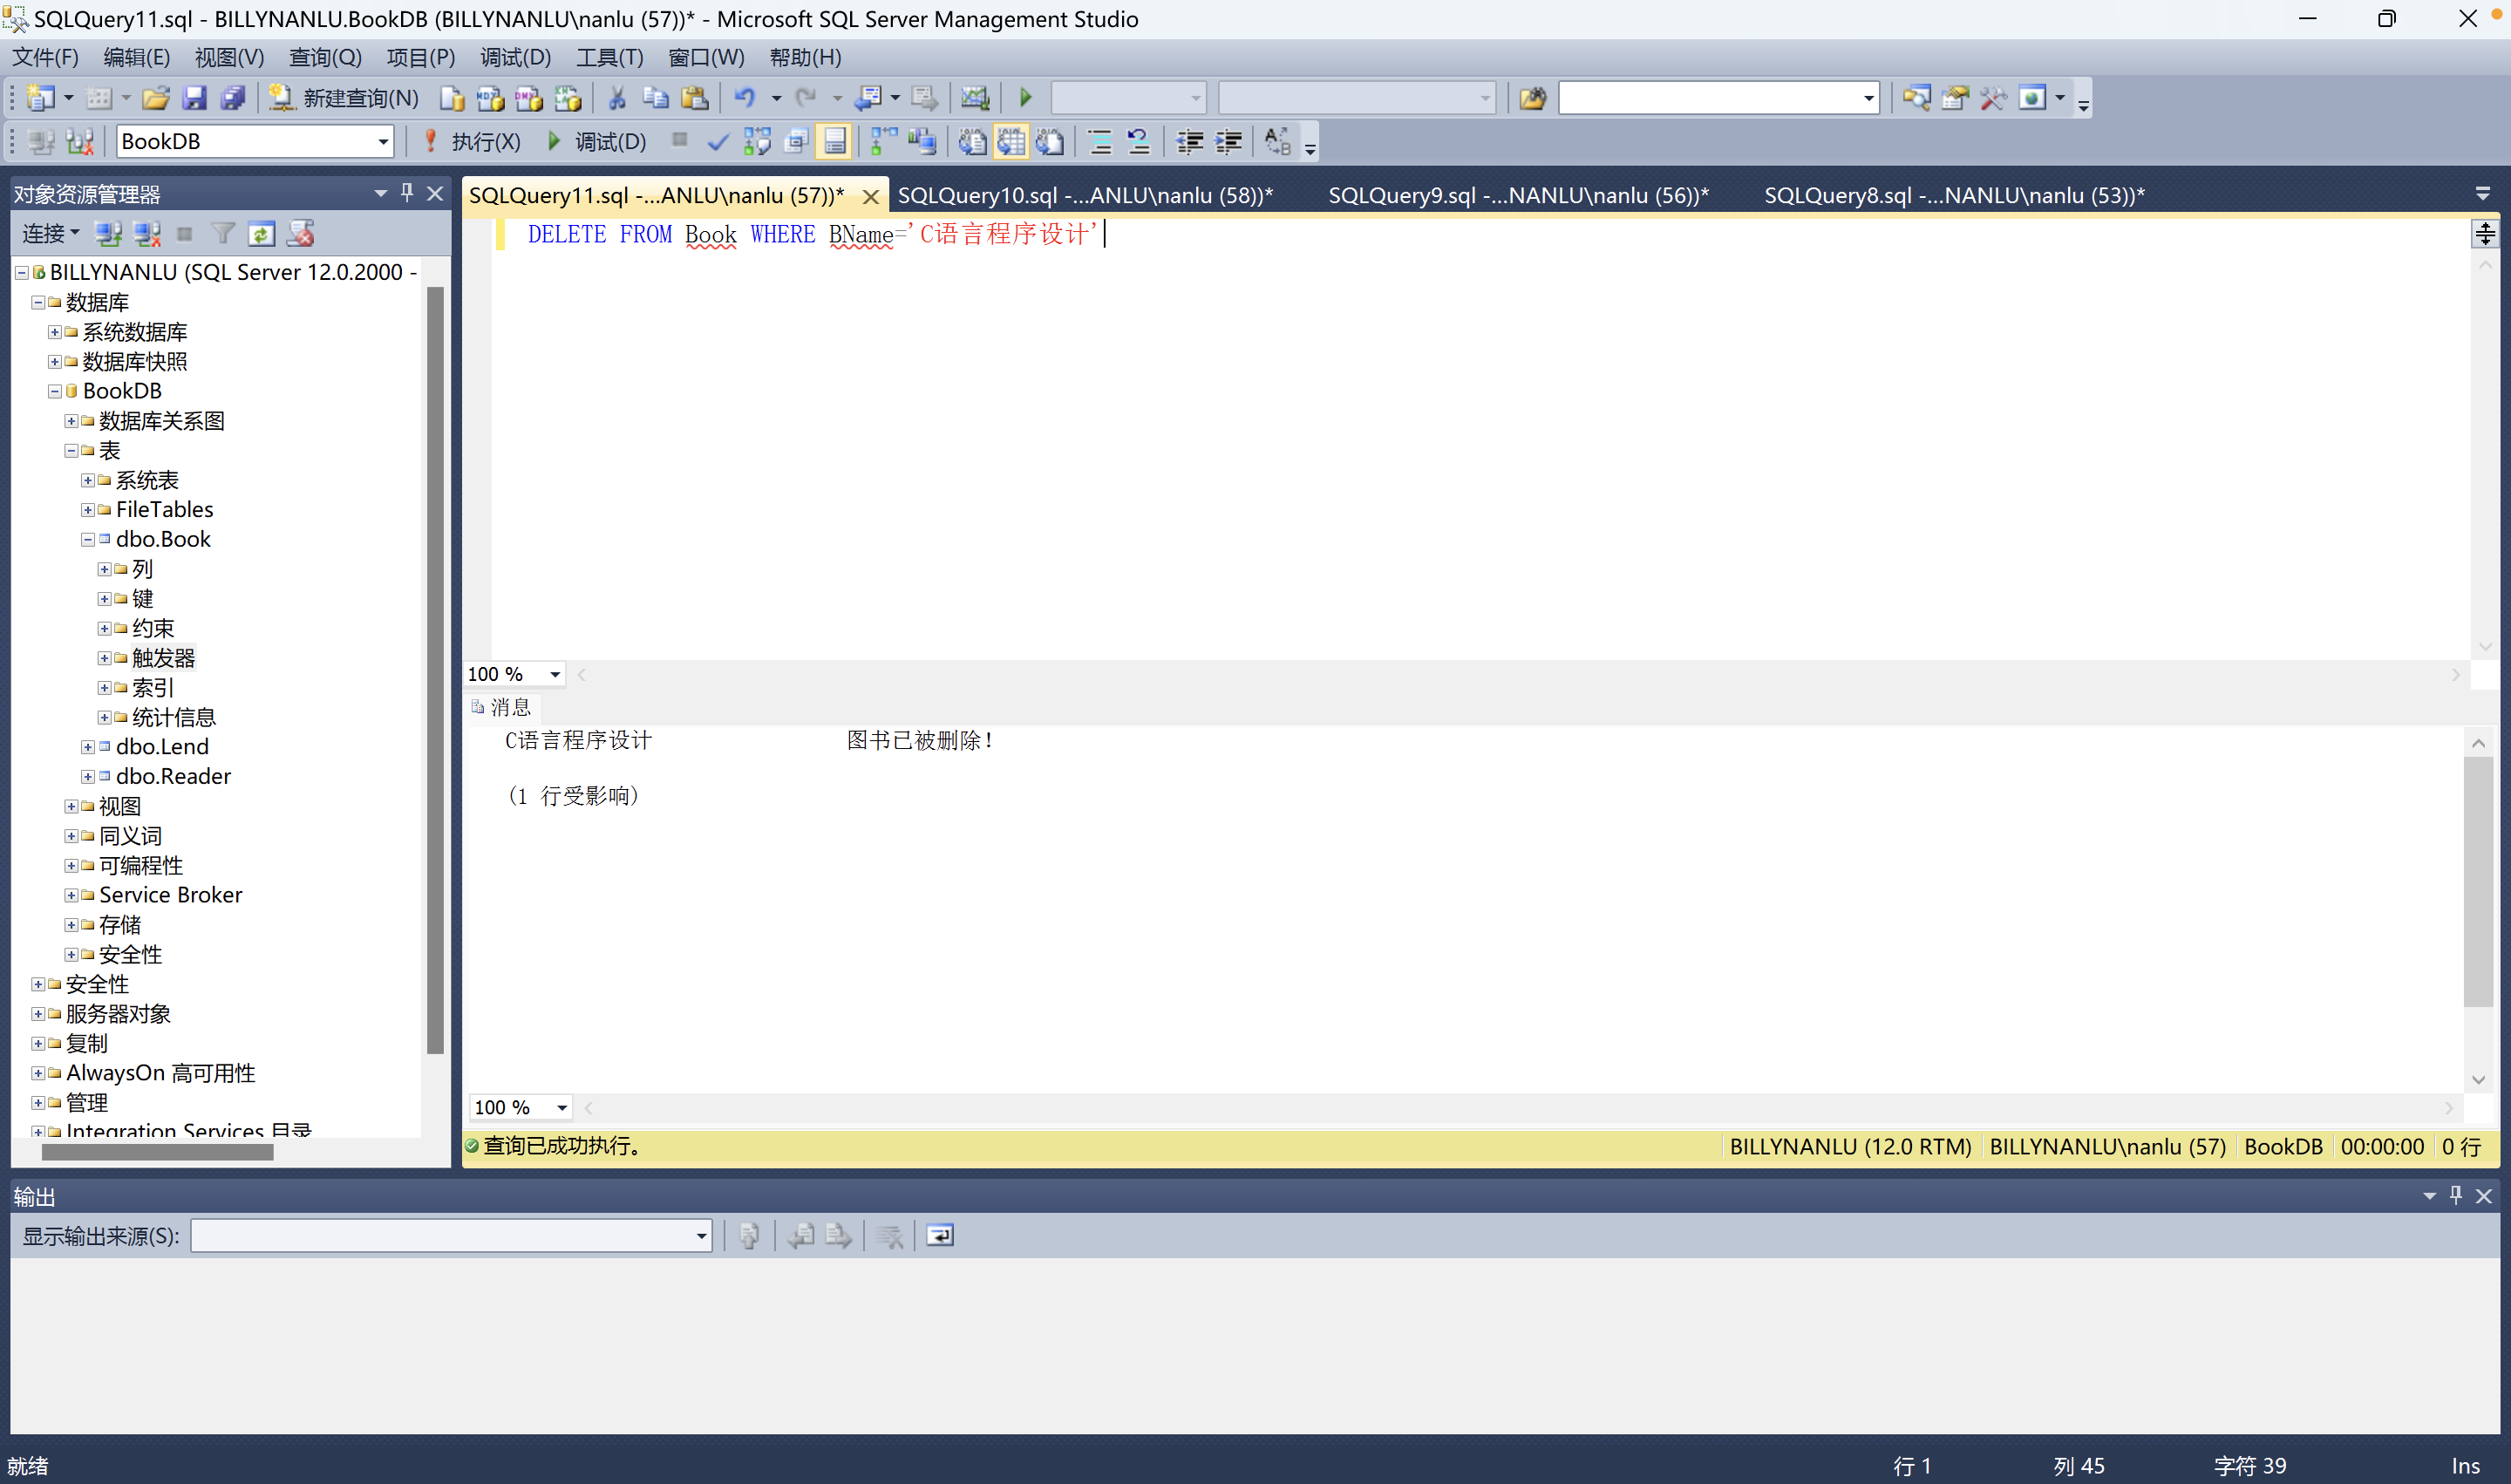 SQLQuery11.sql - BILLYNANLU.BookDB (BILLYNANLU\nanlu (57))* - Microsoft SQL Server Management Studio
文件(F) 编辑(E) 视图(V) 查询(Q) 项目(P) 调试(D) 工具(T) 窗口(W) 帮助(H)
新建查询(N)
BookDB 执行(X) 调试(D)
对象资源管理器
连接
BILLYNANLU (SQL Server 12.0.2000 -
数据库
系统数据库
数据库快照
BookDB
数据库关系图
表
系统表
FileTables
dbo.Book
列
键
约束
触发器
索引
统计信息
dbo.Lend
dbo.Reader
视图
同义词
可编程性
Service Broker
存储
安全性
安全性
服务器对象
复制
AlwaysOn 高可用性
管理
Integration Services 目录
SQLQuery11.sql -...ANLU\nanlu (57))* SQLQuery10.sql -...ANLU\nanlu (58))* SQLQuery9.sql -...NANLU\nanlu (56))* SQLQuery8.sql -...NANLU\nanlu (53))*
DELETE FROM Book WHERE BName='C语言程序设计'
100 %
消息
C语言程序设计 图书已被删除!
(1 行受影响)
100 %
查询已成功执行。 BILLYNANLU (12.0 RTM) BILLYNANLU\nanlu (57) BookDB 00:00:00 0 行
输出
显示输出来源(S):
就绪 行 1 列 45 字符 39 Ins